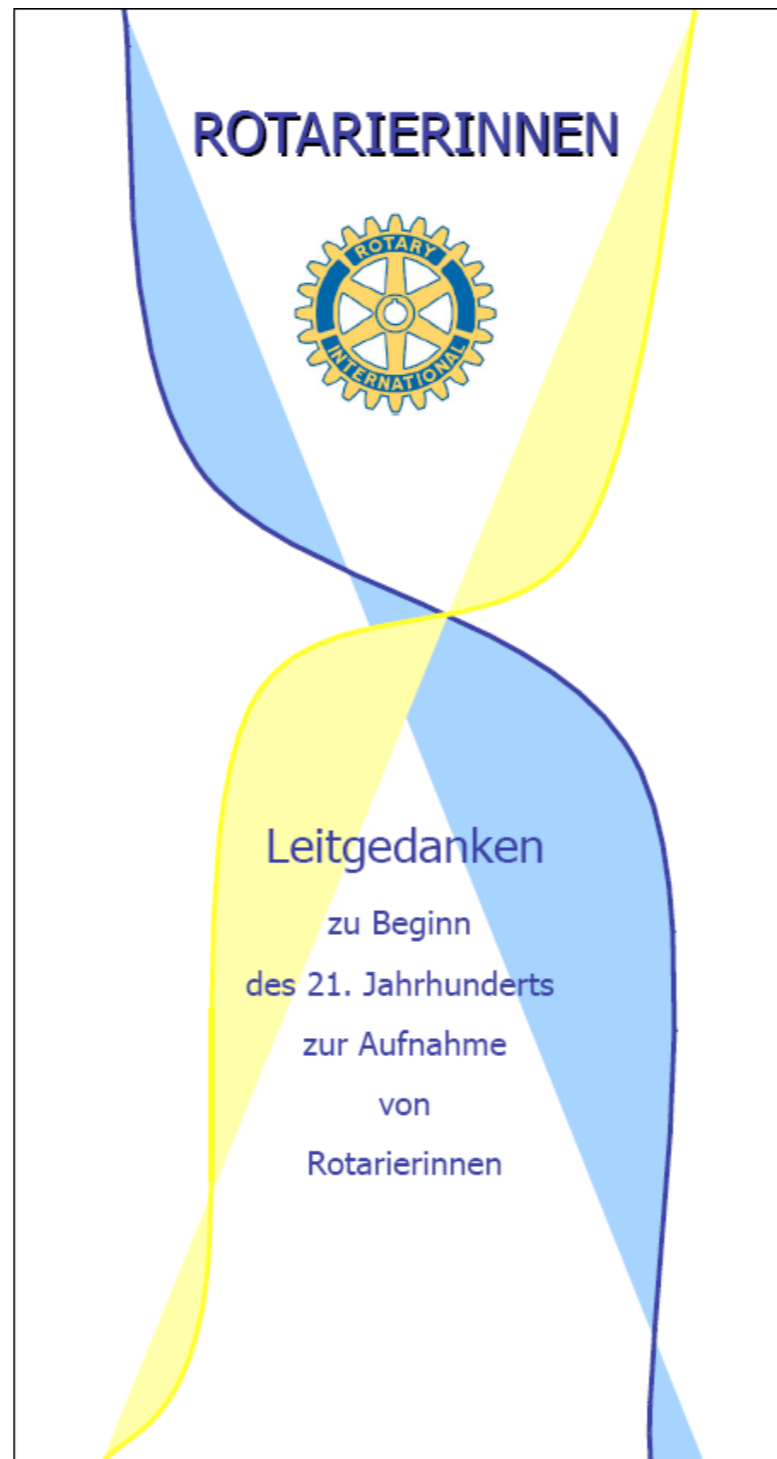 ROTARIERINNEN
ROTARY
INTERNATIONAL
Leitgedanken
zu Beginn
des 21. Jahrhunderts
zur Aufnahme
von
Rotarierinnen